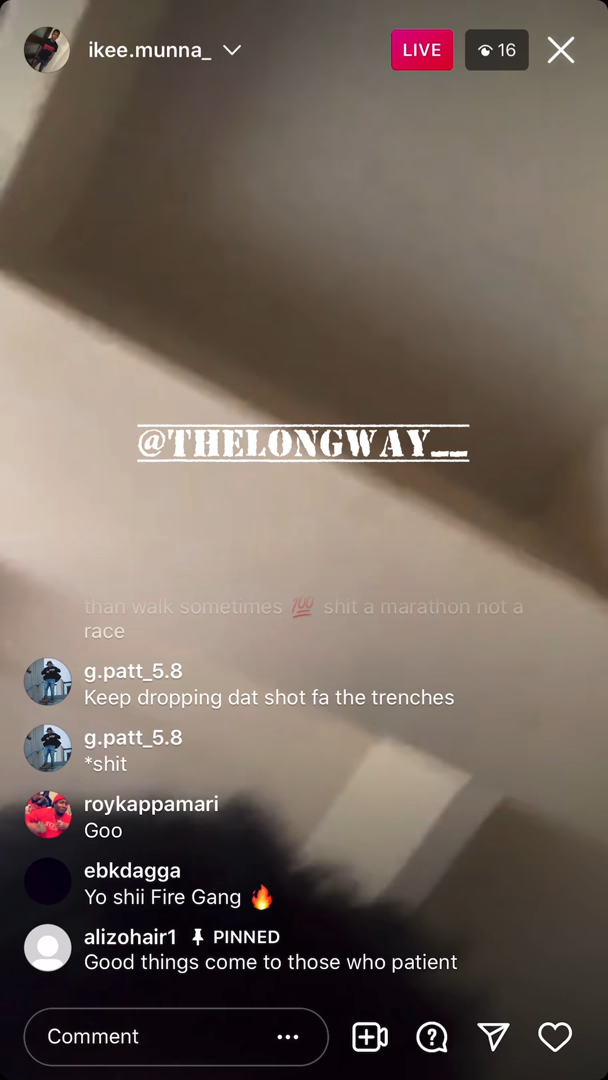 ikee.munna_
LIVE
16
@THELONGWAY__
than walk sometimes 💯 shit a marathon not a
race
g.patt_5.8
Keep dropping dat shot fa the trenches
g.patt_5.8
*shit
roykappamari
Goo
ebkdagga
Yo shii Fire Gang 🔥
alizohair1 PINNED
Good things come to those who patient
Comment